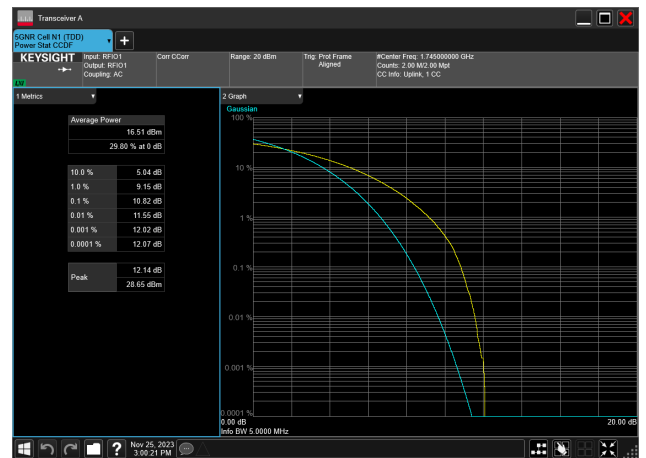 Transceiver A
5GNR Cell N1 (TDD)
Power Stat CCDF
KEYSIGHT
LXI
Input: RFIO1
Output: RFIO1
Coupling: AC
Corr CCorr
Range: 20 dBm
Trig: Prot Frame
Aligned
#Center Freq: 1.745000000 GHz
Counts: 2.00 M/2.00 Mpt
CC Info: Uplink, 1 CC
1 Metrics
Average Power
16.51 dBm
29.80 % at 0 dB
10.0 % 5.04 dB
1.0 % 9.15 dB
0.1 % 10.82 dB
0.01 % 11.55 dB
0.001 % 12.02 dB
0.0001 % 12.07 dB
Peak
12.14 dB
28.65 dBm
2 Graph
Gaussian
100 %
10 %
1 %
0.1 %
0.01 %
0.001 %
0.0001 %
0.00 dB
20.00 dB
Info BW 5.0000 MHz
?
Nov 25, 2023
3:00:21 PM